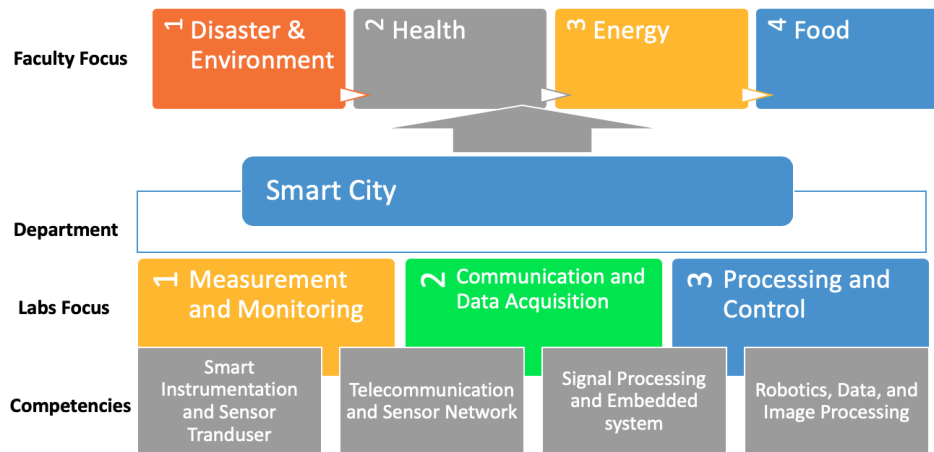 Faculty Focus
1 Disaster &
Environment
2 Health
3 Energy
4 Food
Smart City
Department
Labs Focus
1 Measurement
and Monitoring
2 Communication and
Data Acquisition
3 Processing and
Control
Competencies
Smart
Instrumentation
and Sensor
Tranduser
Telecommunication
and Sensor Network
Signal Processing
and Embedded
system
Robotics, Data, and
Image Processing